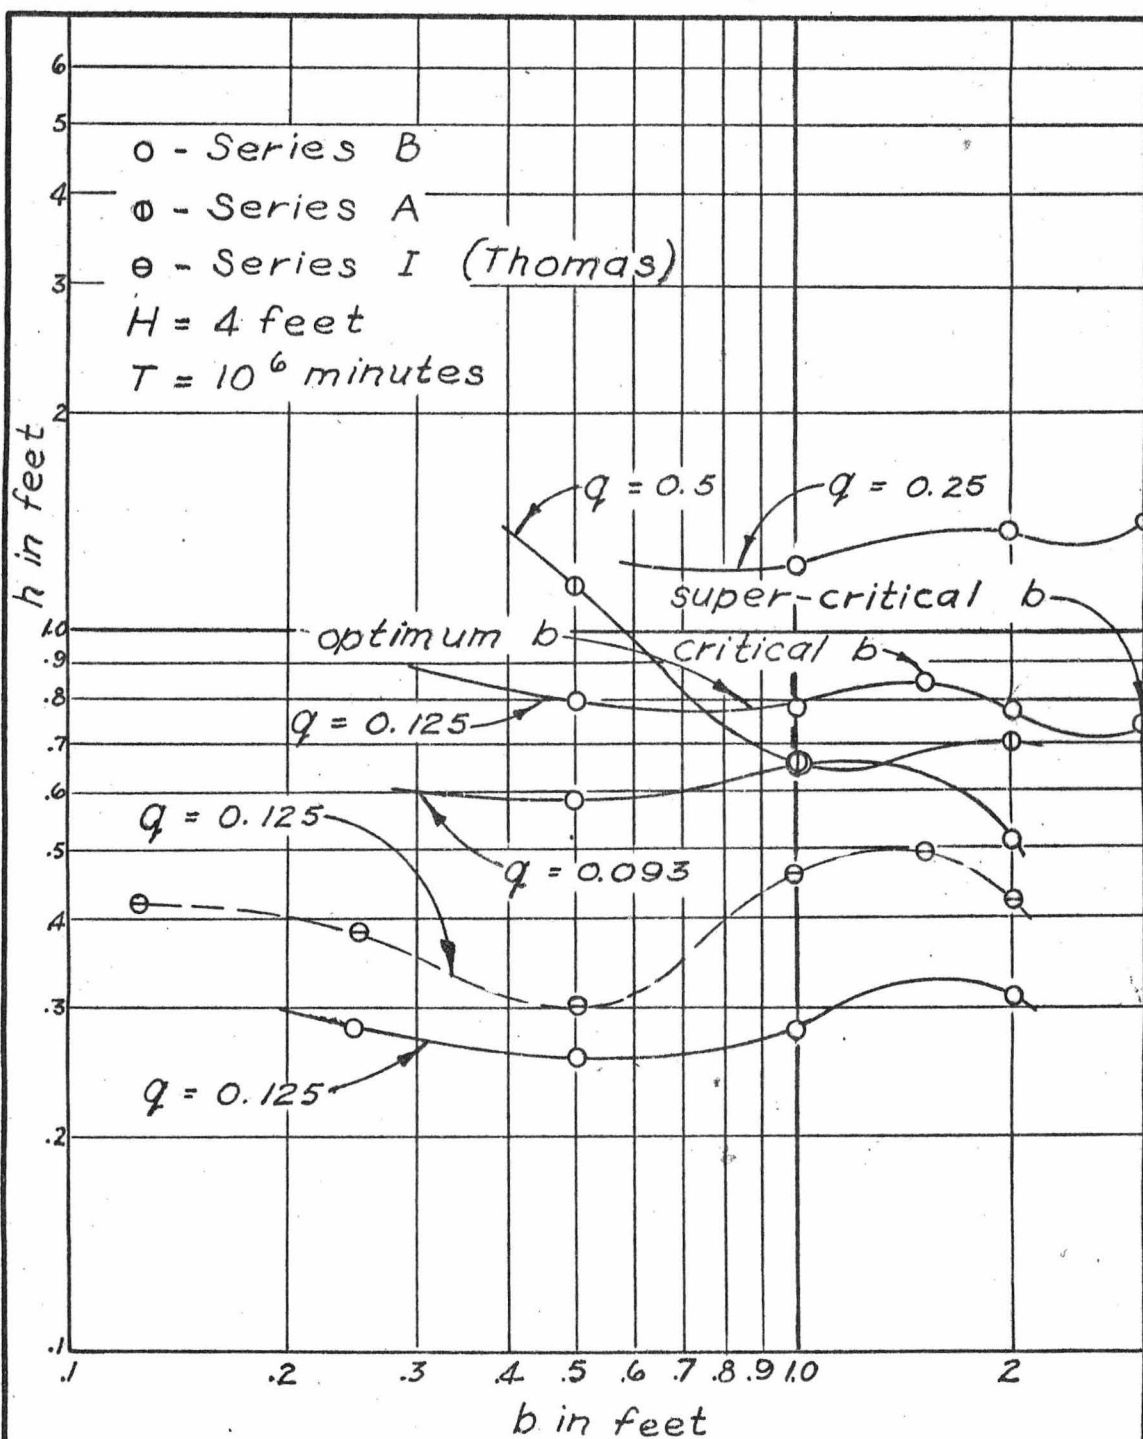 6
5
4
3
2
1.0
.9
.8
.7
.6
.5
.4
.3
.2
.1
h in feet
o - Series B
⦶ - Series A
⊖ - Series I (Thomas)
H = 4 feet
T = 10⁶ minutes
q = 0.5
q = 0.25
super-critical b
optimum b
critical b
q = 0.125
q = 0.125
q = 0.093
q = 0.125
.1 .2 .3 .4 .5 .6 .7 .8 .9 1.0 2
b in feet